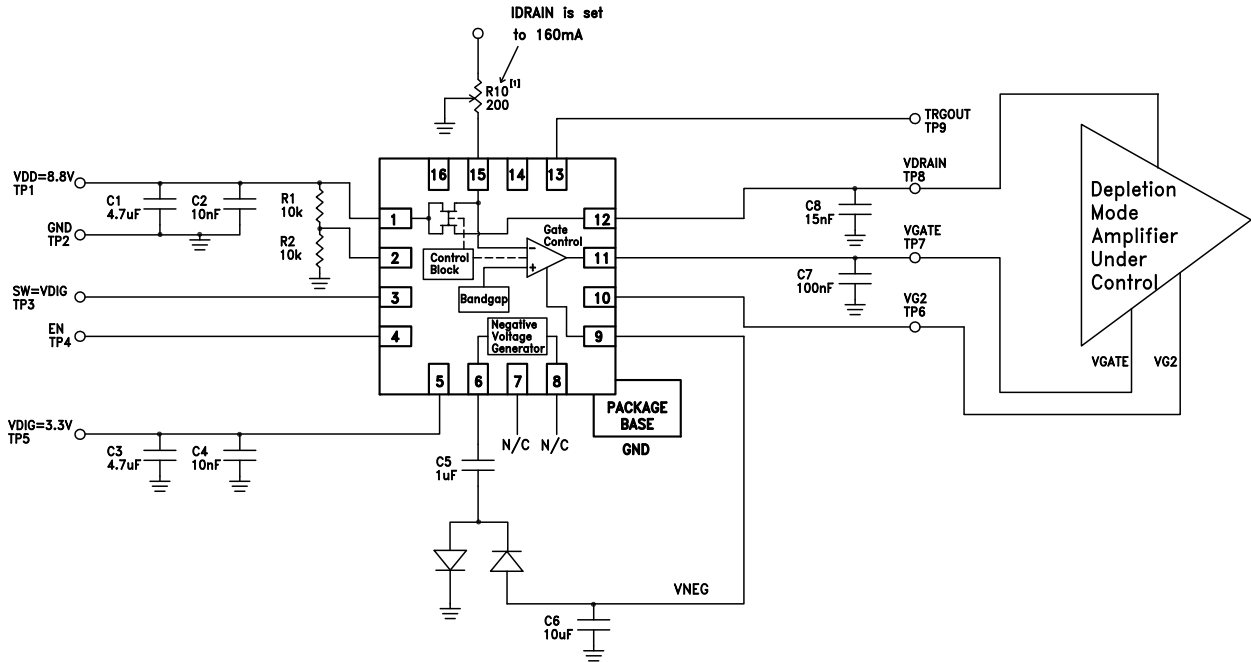 IDRAIN is set
to 160mA
R10[1]
200
TRGOUT
TP9
VDD=8.8V
TP1
C1
4.7uF
C2
10nF
R1
10k
GND
TP2
R2
10k
SW=VDIG
TP3
EN
TP4
VDIG=3.3V
TP5
C3
4.7uF
C4
10nF
16
15
14
13
1
2
3
4
5
6
7
8
12
11
10
9
Gate
Control
Control
Block
Bandgap
−
+
Negative
Voltage
Generator
VDRAIN
TP8
C8
15nF
VGATE
TP7
C7
100nF
VG2
TP6
Depletion
Mode
Amplifier
Under
Control
VGATE
VG2
PACKAGE
BASE
GND
N/C
N/C
C5
1uF
VNEG
C6
10uF